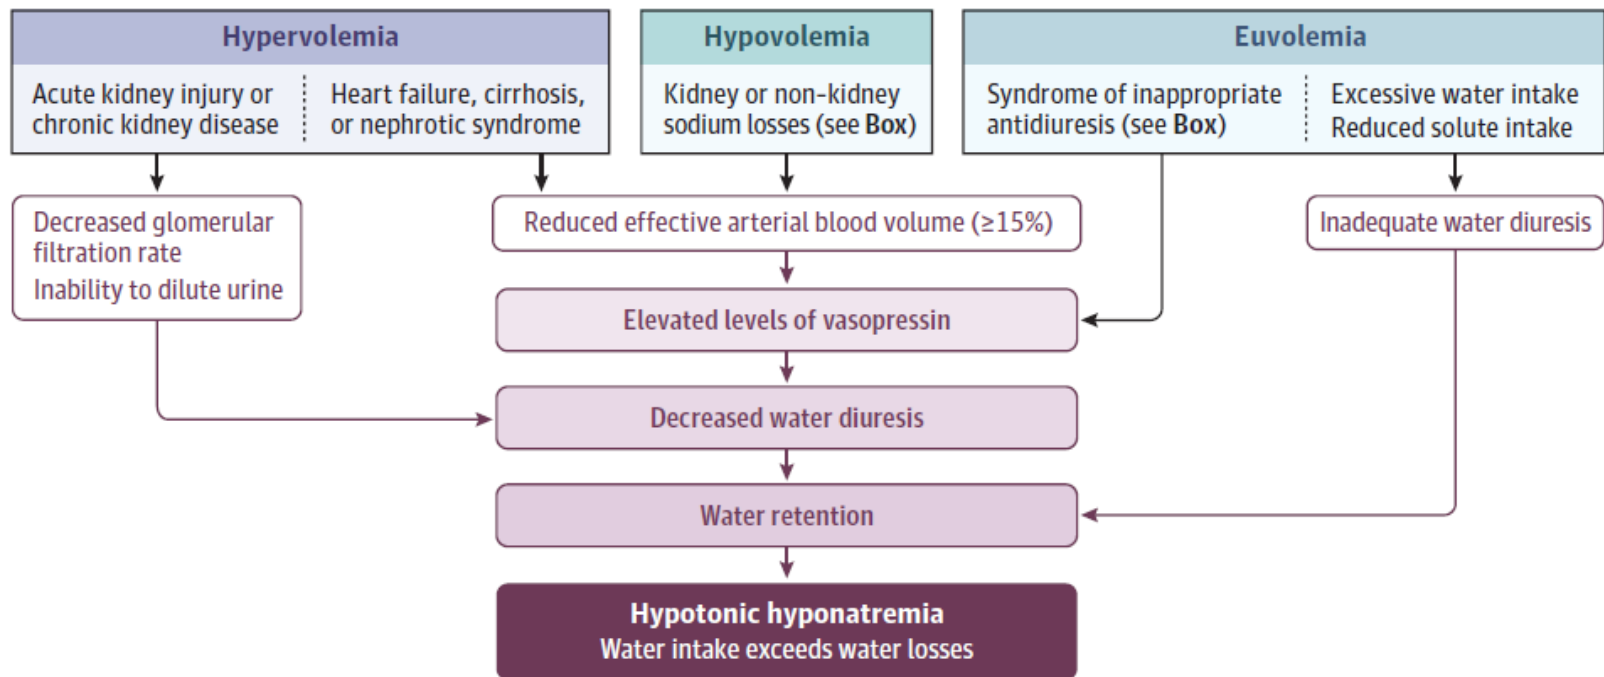 Hypervolemia
Acute kidney injury or
chronic kidney disease
Heart failure, cirrhosis,
or nephrotic syndrome
Hypovolemia
Kidney or non-kidney
sodium losses (see Box)
Euvolemia
Syndrome of inappropriate
antidiuresis (see Box)
Excessive water intake
Reduced solute intake
Decreased glomerular
filtration rate
Inability to dilute urine
Reduced effective arterial blood volume (≥15%)
Inadequate water diuresis
Elevated levels of vasopressin
Decreased water diuresis
Water retention
Hypotonic hyponatremia
Water intake exceeds water losses